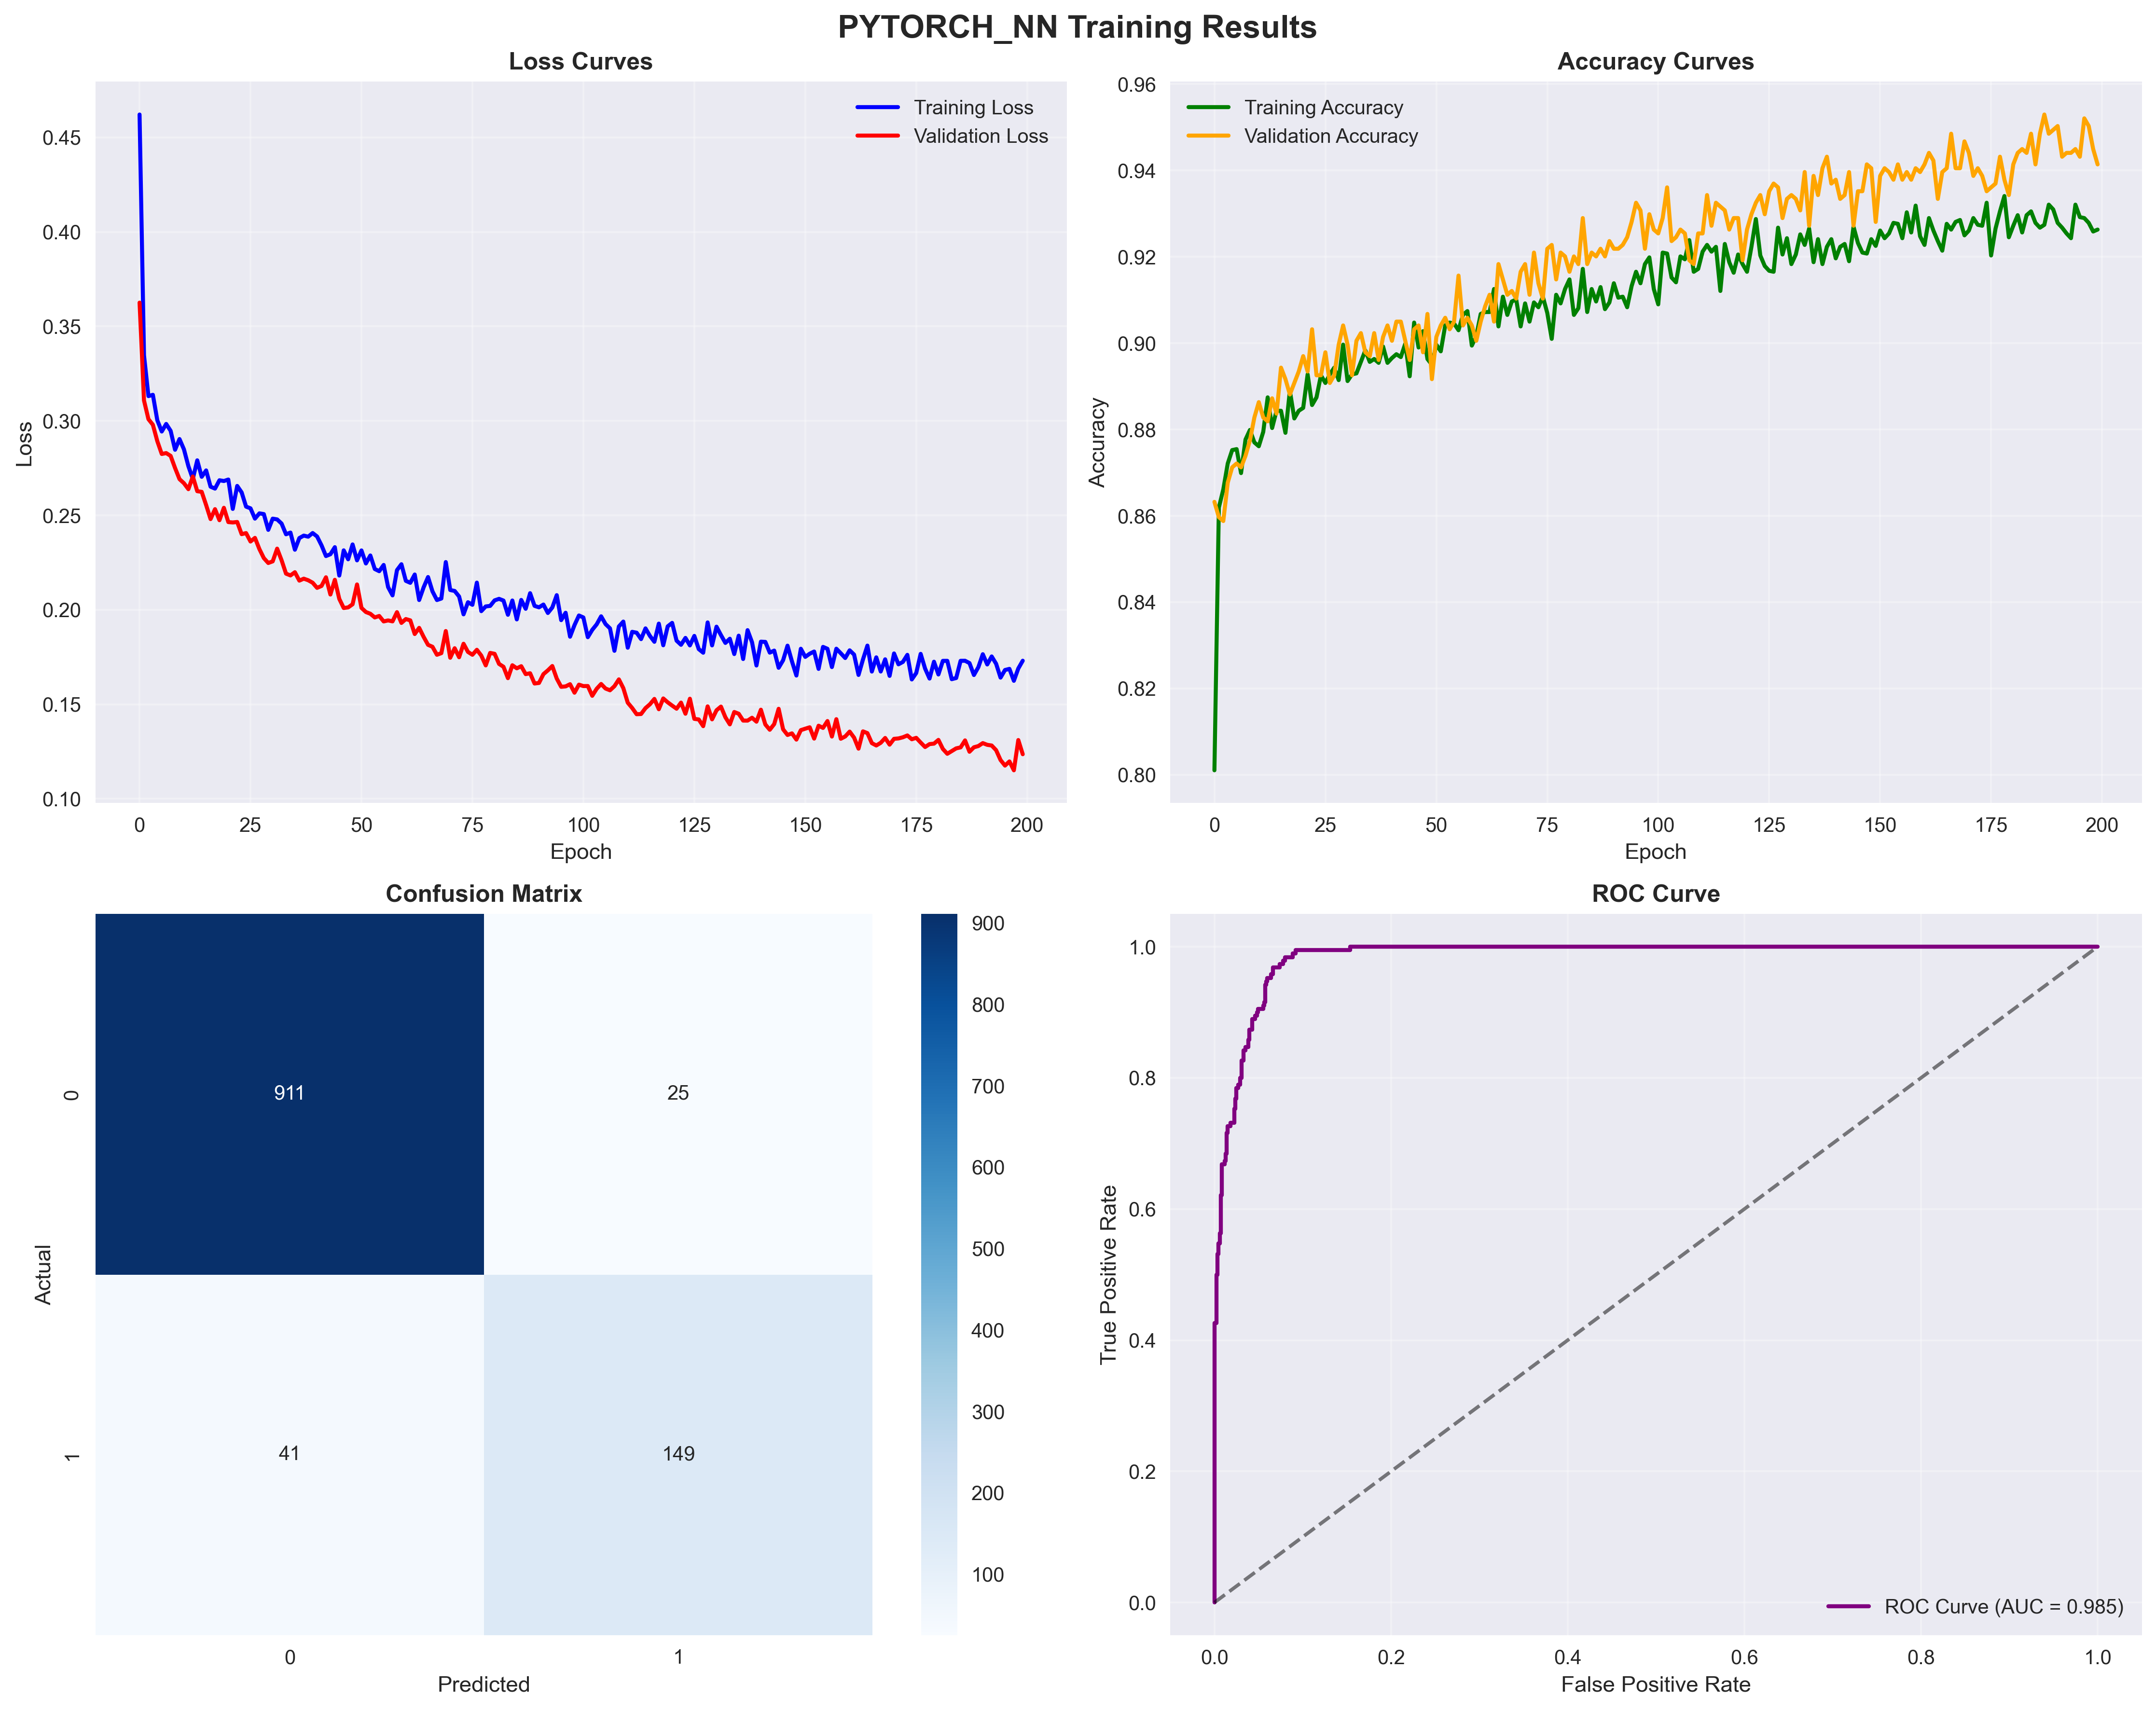 PYTORCH_NN Training Results
Loss Curves
Training Loss
Validation Loss
0.45
0.40
0.35
0.30
0.25
0.20
0.15
0.10
Loss
0 25 50 75 100 125 150 175 200
Epoch
Accuracy Curves
Training Accuracy
Validation Accuracy
0.96
0.94
0.92
0.90
0.88
0.86
0.84
0.82
0.80
Accuracy
0 25 50 75 100 125 150 175 200
Epoch
Confusion Matrix
911 25
41 149
0
1
Actual
0 1
Predicted
900
800
700
600
500
400
300
200
100
ROC Curve
1.0
0.8
0.6
0.4
0.2
0.0
True Positive Rate
ROC Curve (AUC = 0.985)
0.0 0.2 0.4 0.6 0.8 1.0
False Positive Rate